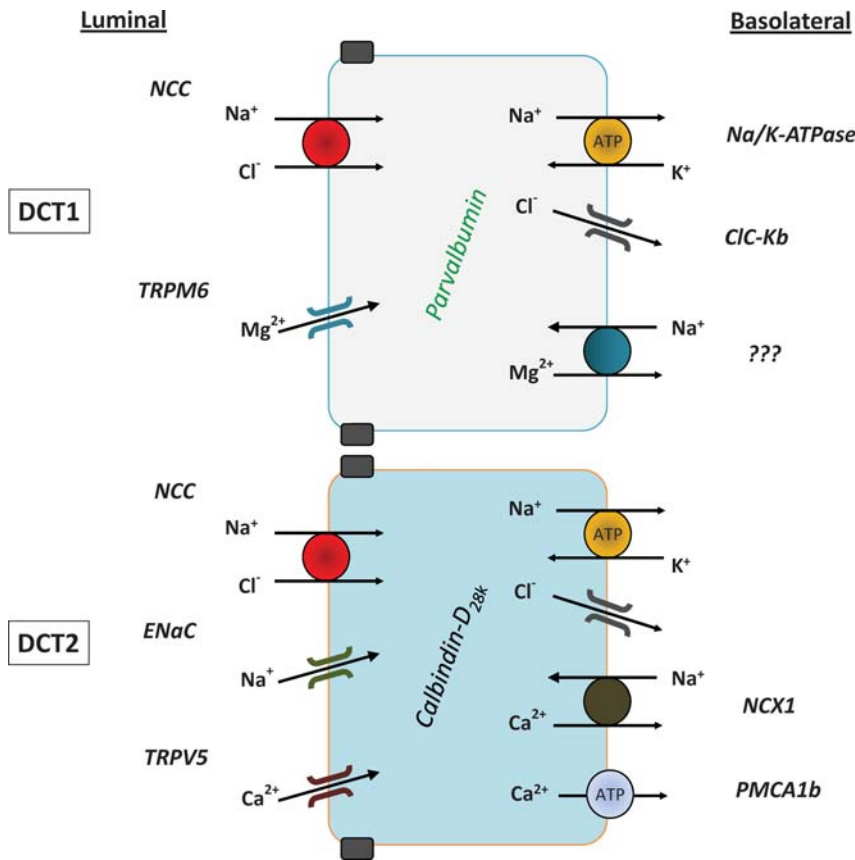 Luminal
Basolateral
NCC
Na⁺
Cl⁻
DCT1
TRPM6
Mg²⁺
Parvalbumin
Na⁺
ATP
K⁺
Na/K-ATPase
Cl⁻
ClC-Kb
Na⁺
Mg²⁺
???
NCC
Na⁺
Cl⁻
DCT2
ENaC
Na⁺
TRPV5
Ca²⁺
Calbindin-D₂₈ₖ
Na⁺
ATP
K⁺
Cl⁻
Na⁺
Ca²⁺
NCX1
Ca²⁺
ATP
PMCA1b